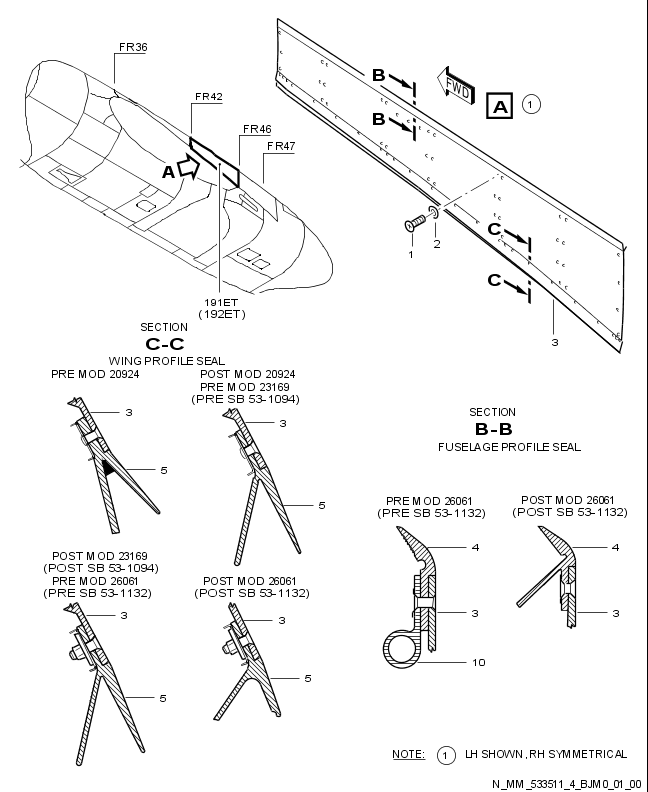 FR36
FR42
FR46
FR47
A
191ET
(192ET)
B
B
FWD
A
1
C
C
1
2
3
SECTION
C-C
WING PROFILE SEAL
PRE MOD 20924
3
5
POST MOD 20924
PRE MOD 23169
(PRE SB 53-1094)
3
5
POST MOD 23169
(POST SB 53-1094)
PRE MOD 26061
(PRE SB 53-1132)
3
5
POST MOD 26061
(POST SB 53-1132)
3
5
SECTION
B-B
FUSELAGE PROFILE SEAL
PRE MOD 26061
(PRE SB 53-1132)
4
3
10
POST MOD 26061
(POST SB 53-1132)
4
3
NOTE: 1 LH SHOWN, RH SYMMETRICAL
N_MM_533511_4_BJM0_01_00